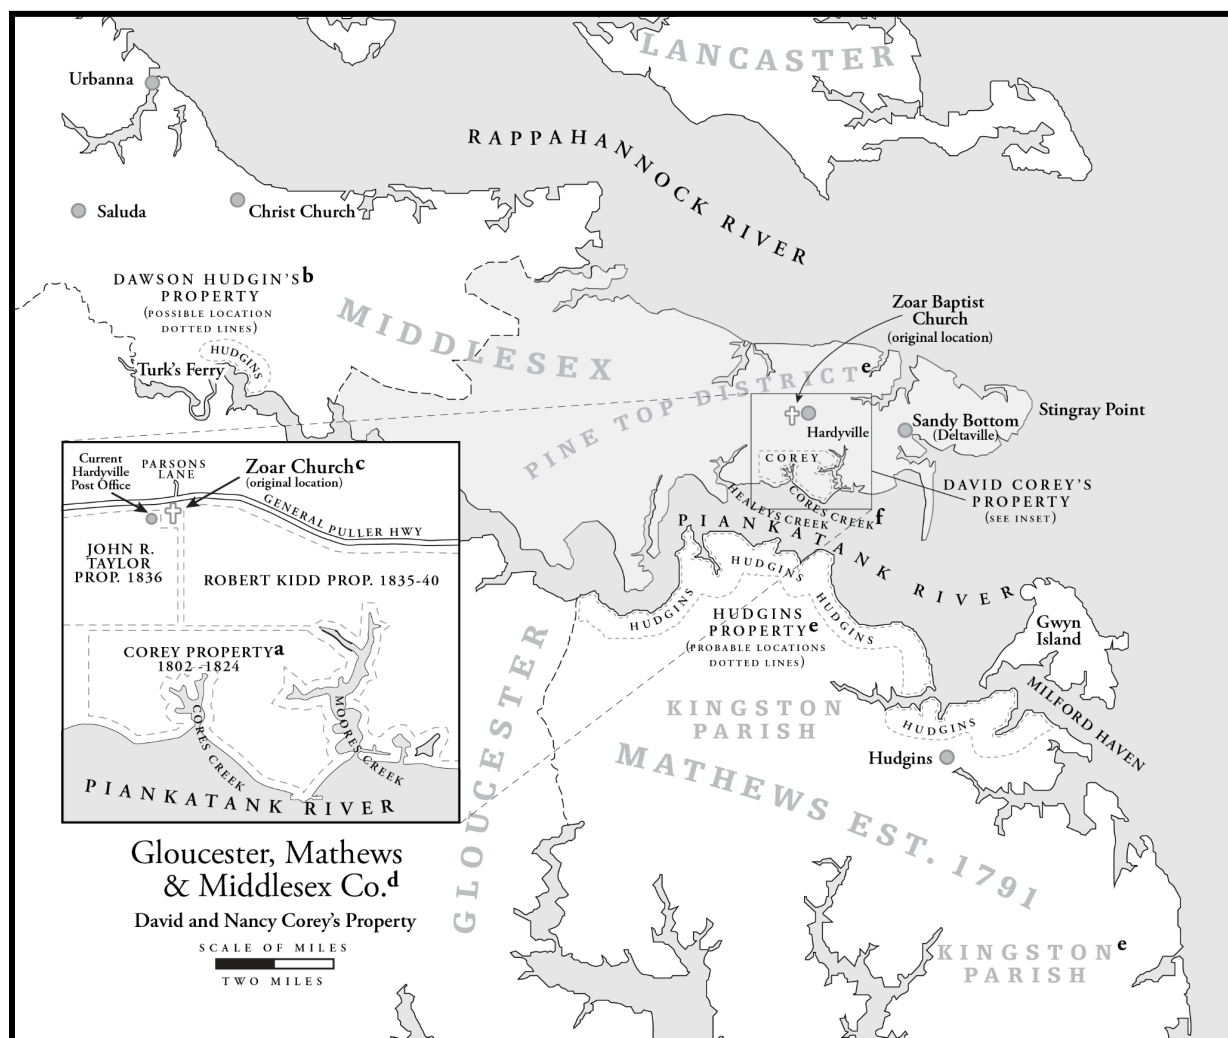 LANCASTER
Urbanna
RAPPAHANNOCK RIVER
Saluda
Christ Church
DAWSON HUDGIN'S b
PROPERTY
(POSSIBLE LOCATION
DOTTED LINES)
HUDGINS
Turk's Ferry
MIDDLESEX
Zoar Baptist
Church
(original location)
PINE TOP DISTRICT e
Hardyville
Sandy Bottom
(Deltaville)
Stingray Point
COREY
CORES CREEK
HEALEYS CREEK f
DAVID COREY'S
PROPERTY
(SEE INSET)
PIANKATANK RIVER
Current
Hardyville
Post Office
PARSONS
LANE
Zoar Church c
(original location)
GENERAL PULLER HWY
JOHN R.
TAYLOR
PROP. 1836
ROBERT KIDD PROP. 1835-40
COREY PROPERTY a
1802 -1824
CORES CREEK
MOORES CREEK
PIANKATANK RIVER
HUDGINS
HUDGINS
HUDGINS
HUDGINS
PROPERTY e
(PROBABLE LOCATIONS
DOTTED LINES)
Gwyn
Island
MILFORD HAVEN
HUDGINS
Hudgins
KINGSTON
PARISH
GLOUCESTER
MATHEWS EST. 1791
KINGSTON e
PARISH
Gloucester, Mathews
& Middlesex Co. d
David and Nancy Corey's Property
SCALE OF MILES
TWO MILES